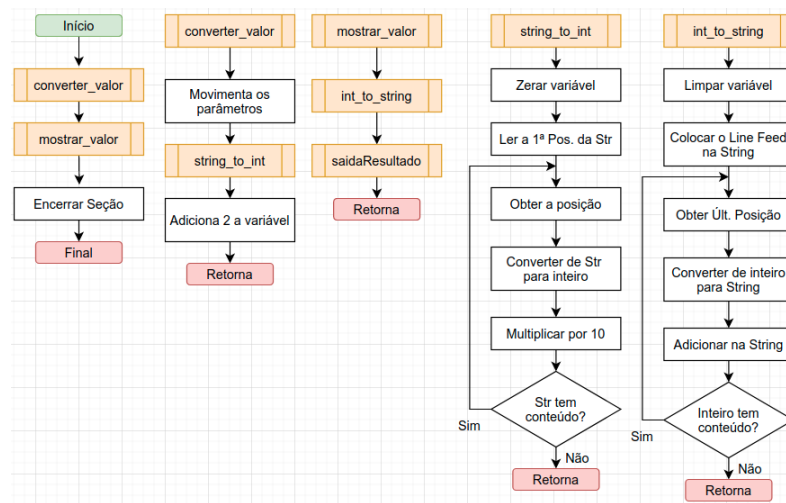 Início
converter_valor
mostrar_valor
Encerrar Seção
Final
converter_valor
Movimenta os
parâmetros
string_to_int
Adiciona 2 a variável
Retorna
mostrar_valor
int_to_string
saidaResultado
Retorna
string_to_int
Zerar variável
Ler a 1ª Pos. da Str
Obter a posição
Converter de Str
para inteiro
Multiplicar por 10
Str tem
conteúdo?
Sim
Não
Retorna
int_to_string
Limpar variável
Colocar o Line Feed
na String
Obter Últ. Posição
Converter de inteiro
para String
Adicionar na String
Inteiro tem
conteúdo?
Sim
Não
Retorna